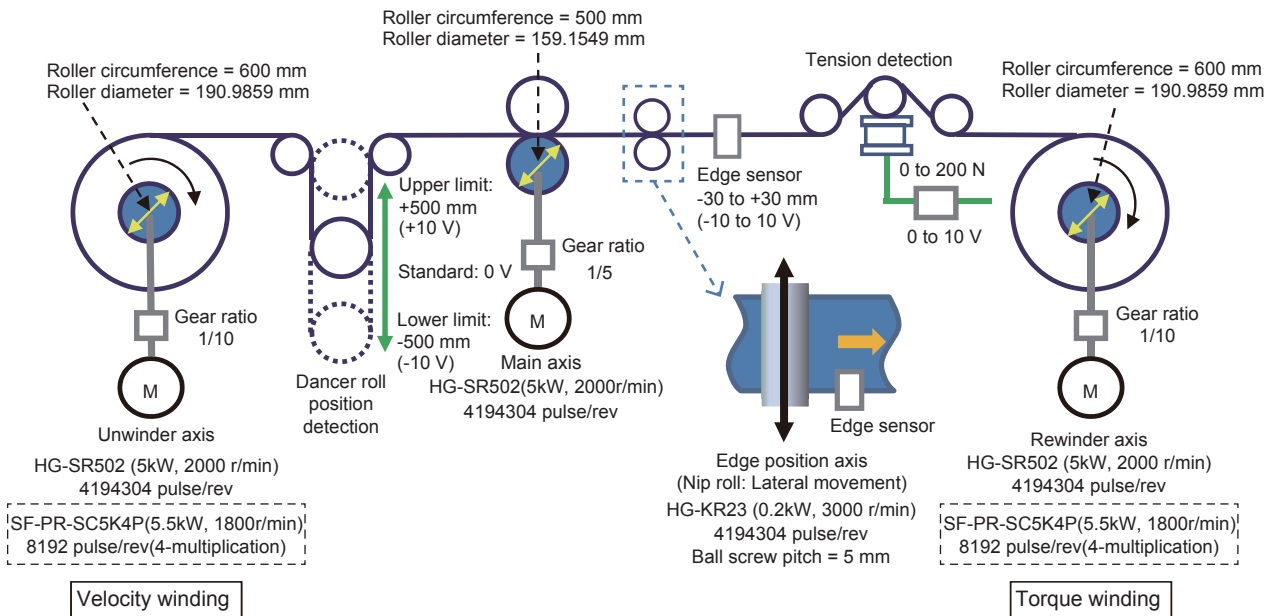 Roller circumference = 500 mm
Roller diameter = 159.1549 mm
Roller circumference = 600 mm
Roller diameter = 190.9859 mm
Tension detection
Roller circumference = 600 mm
Roller diameter = 190.9859 mm
Upper limit:
+500 mm
(+10 V)
Standard: 0 V
Lower limit:
-500 mm
(-10 V)
Gear ratio
1/5
Edge sensor
-30 to +30 mm
(-10 to 10 V)
0 to 200 N
0 to 10 V
Gear ratio
1/10
M
Unwinder axis
HG-SR502 (5kW, 2000 r/min)
4194304 pulse/rev
SF-PR-SC5K4P(5.5kW, 1800r/min)
8192 pulse/rev(4-multiplication)
Velocity winding
Dancer roll
position
detection
M
Main axis
HG-SR502(5kW, 2000r/min)
4194304 pulse/rev
Edge sensor
Edge position axis
(Nip roll: Lateral movement)
HG-KR23 (0.2kW, 3000 r/min)
4194304 pulse/rev
Ball screw pitch = 5 mm
Gear ratio
1/10
M
Rewinder axis
HG-SR502 (5kW, 2000 r/min)
4194304 pulse/rev
SF-PR-SC5K4P(5.5kW, 1800r/min)
8192 pulse/rev(4-multiplication)
Torque winding